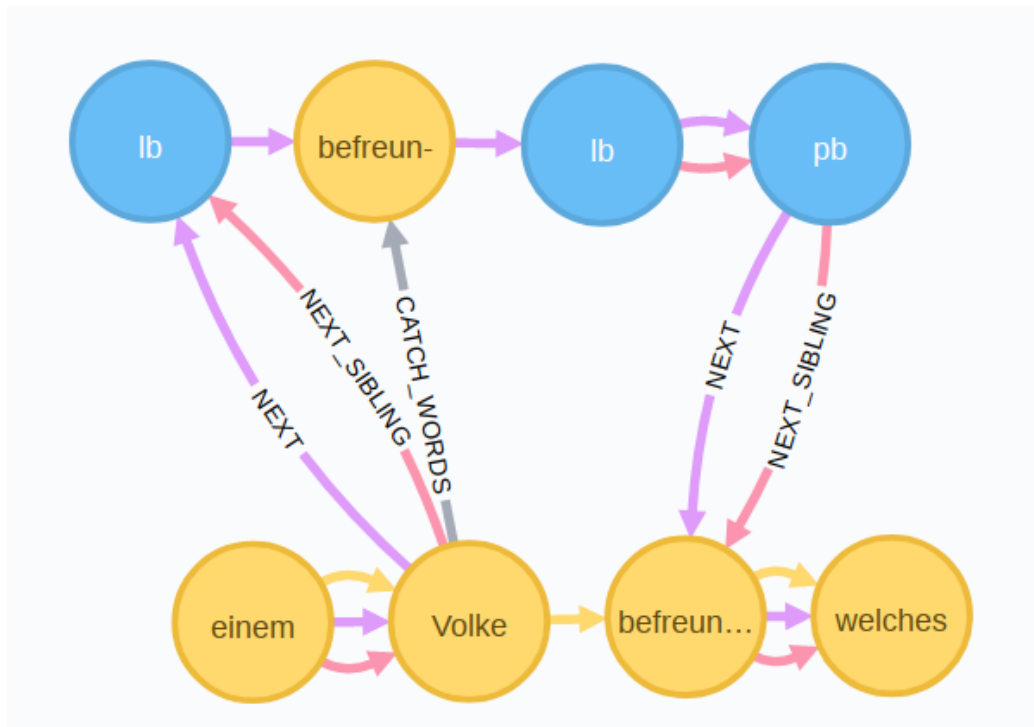 lb
befreun-
lb
pb
NEXT
NEXT_SIBLING
CATCH_WORDS
NEXT
NEXT_SIBLING
einem
Volke
befreun…
welches